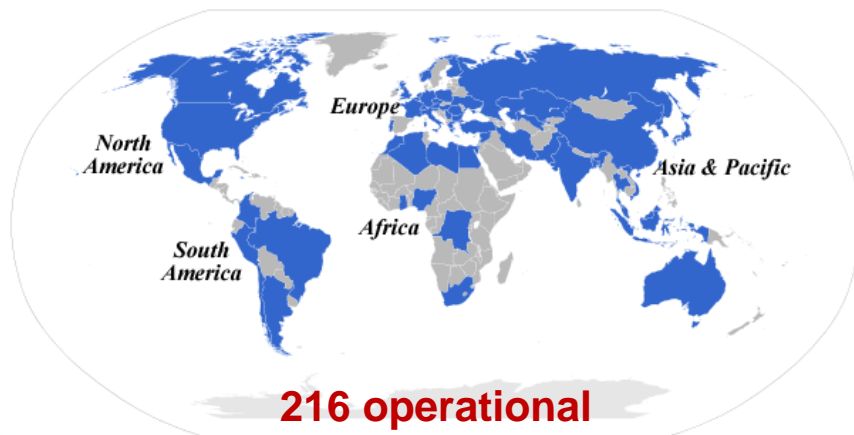 Europe
North
America
Asia & Pacific
Africa
South
America
216 operational